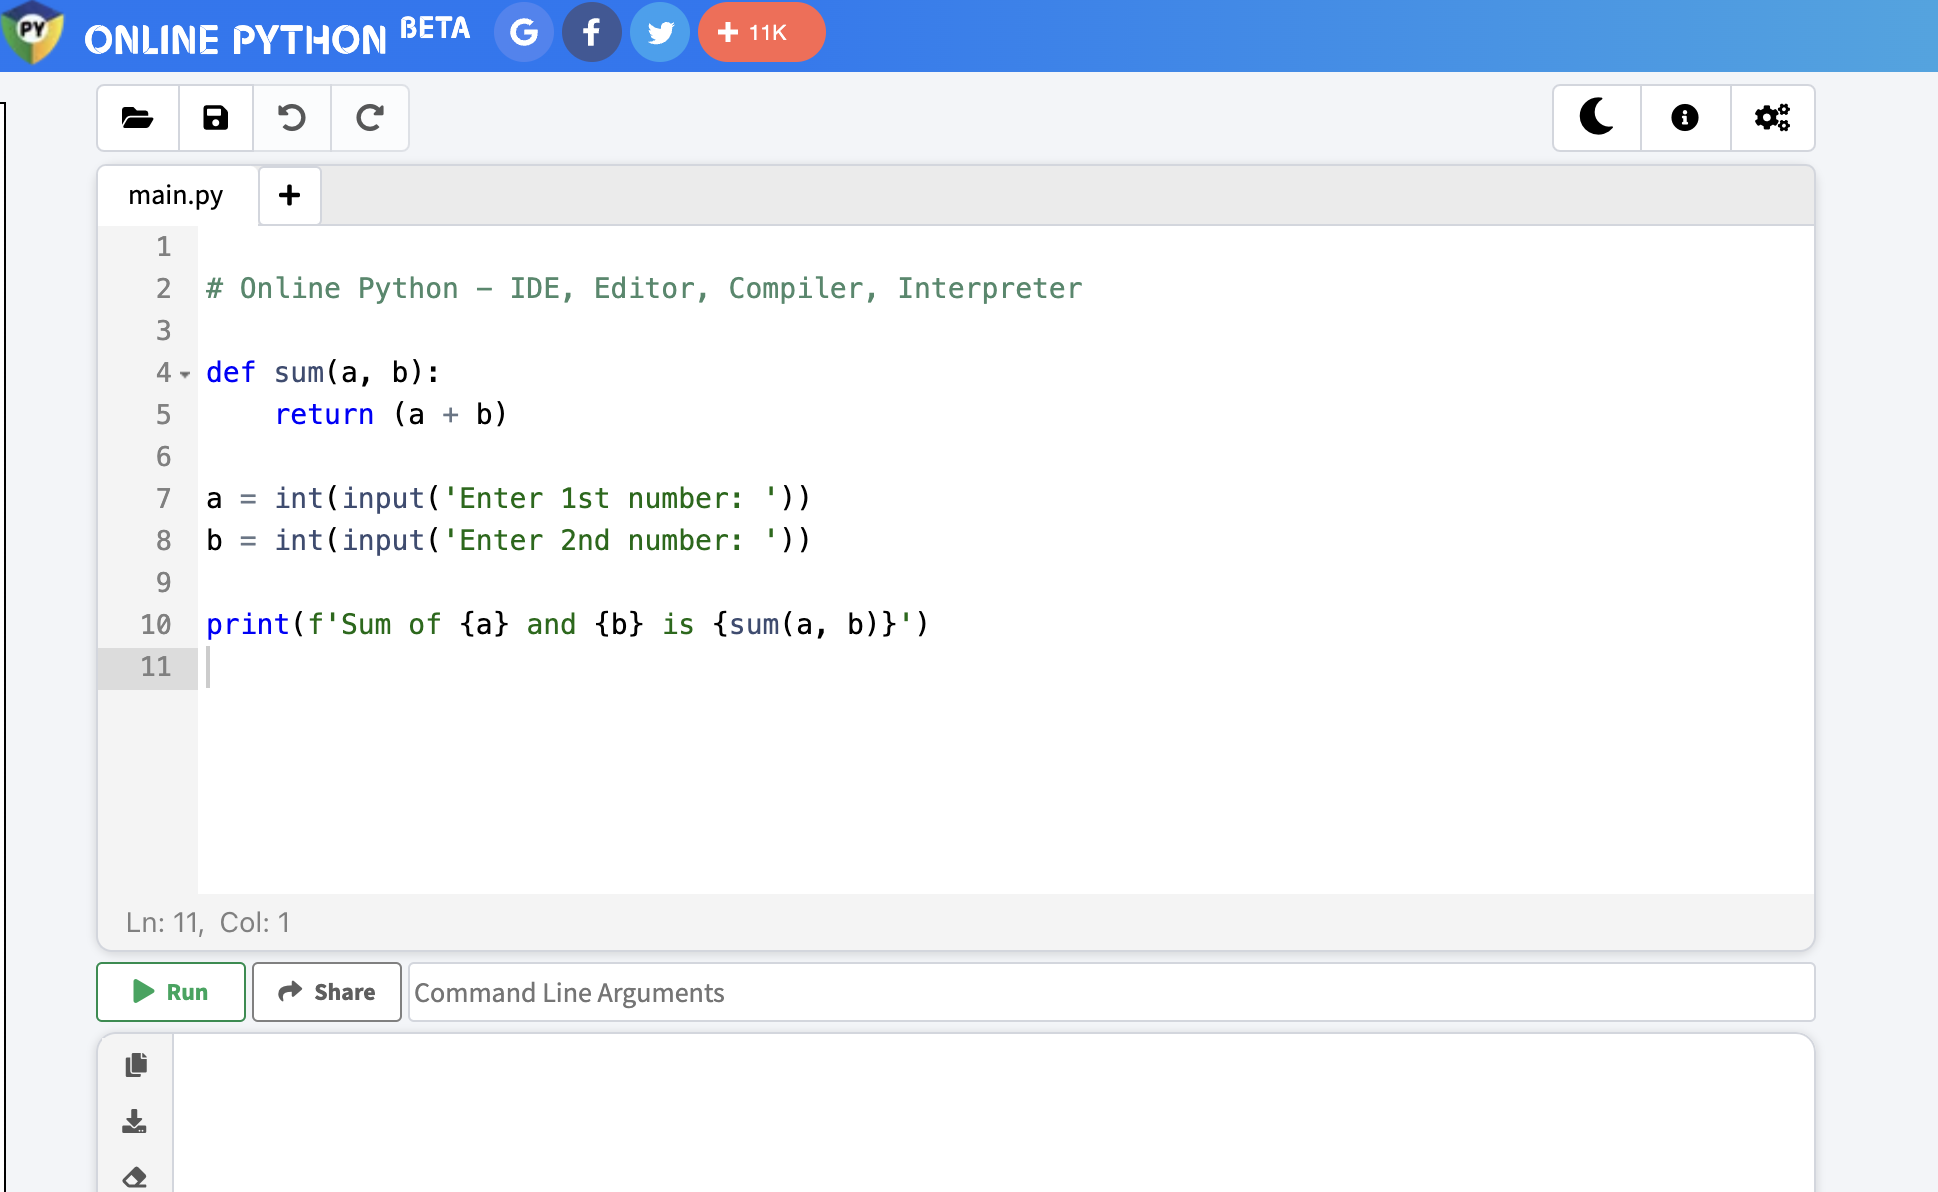 PY ONLINE PYTHON BETA G f + 11K
main.py +
1
2 # Online Python - IDE, Editor, Compiler, Interpreter
3
4 def sum(a, b):
5     return (a + b)
6
7 a = int(input('Enter 1st number: '))
8 b = int(input('Enter 2nd number: '))
9
10 print(f'Sum of {a} and {b} is {sum(a, b)}')
11
Ln: 11, Col: 1
Run Share Command Line Arguments